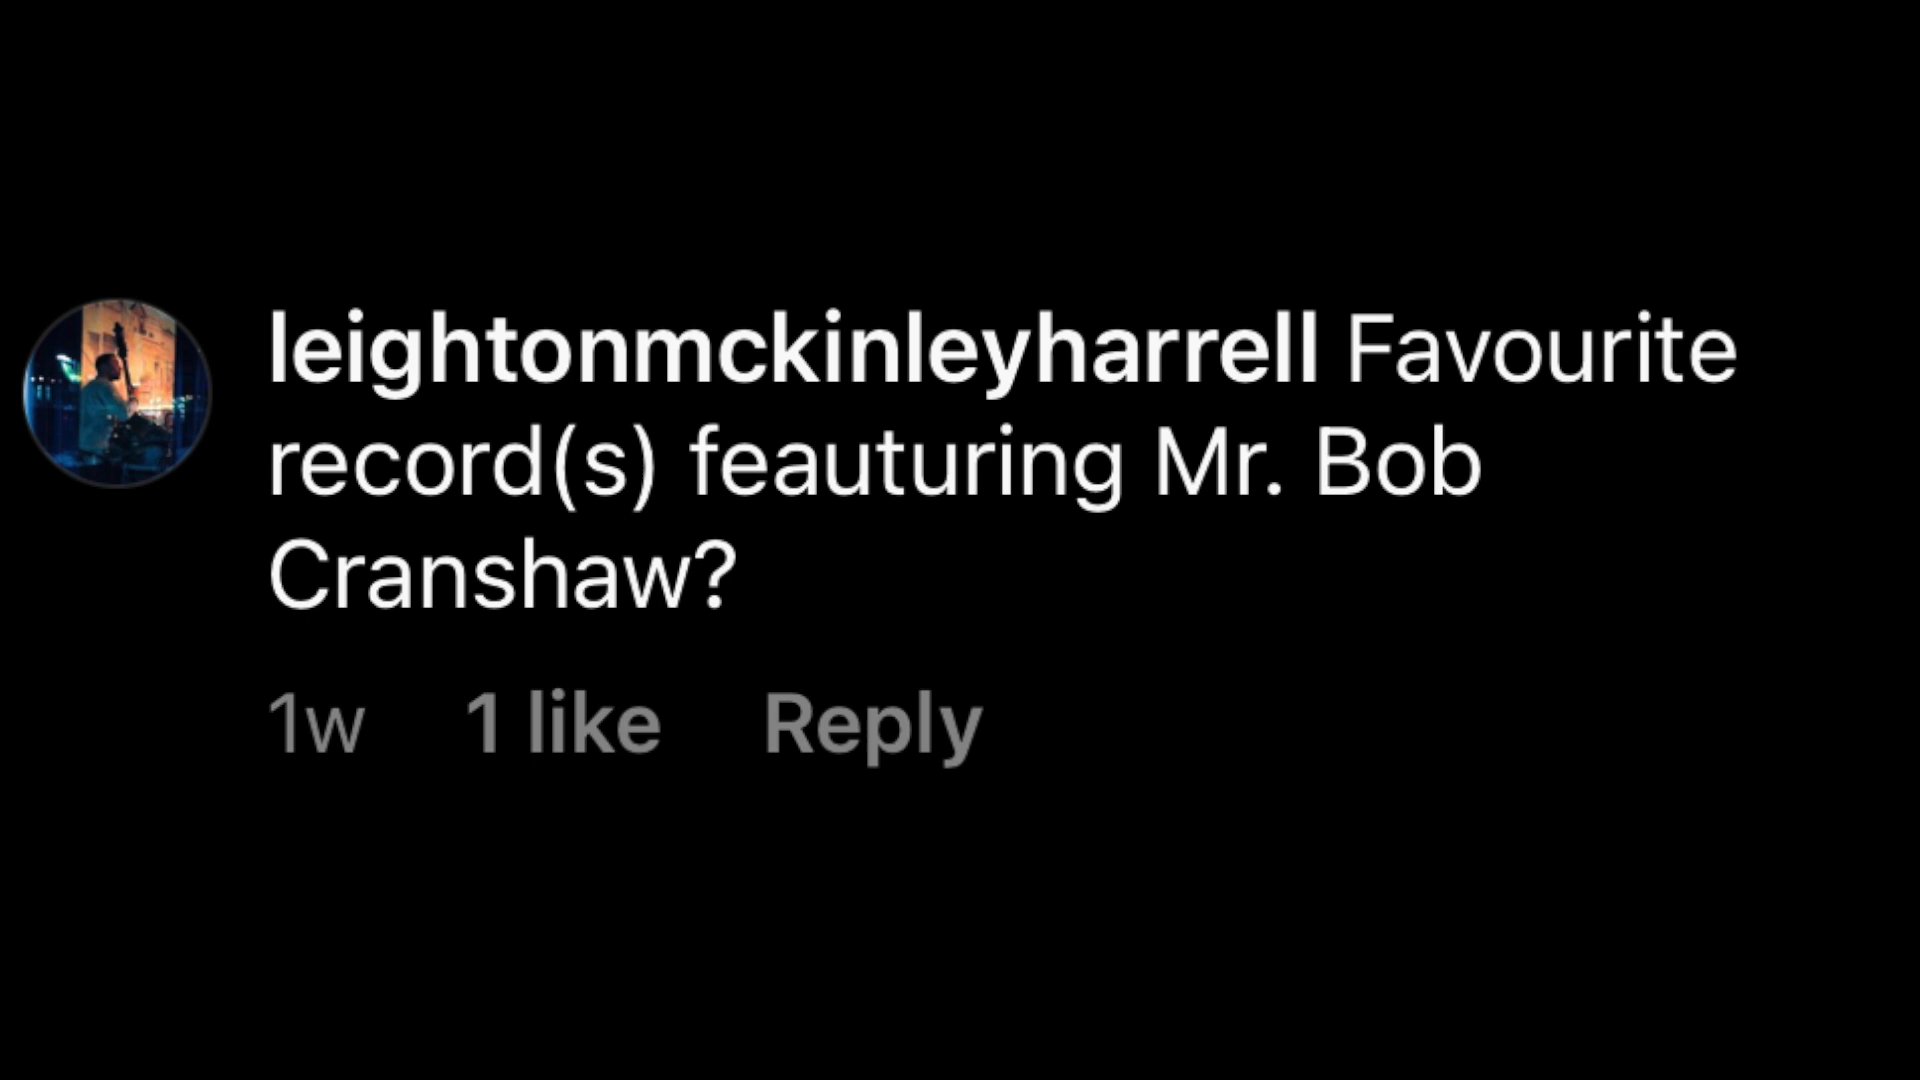 leightonmckinleyharrell Favourite
record(s) feauturing Mr. Bob
Cranshaw?
1w 1 like Reply